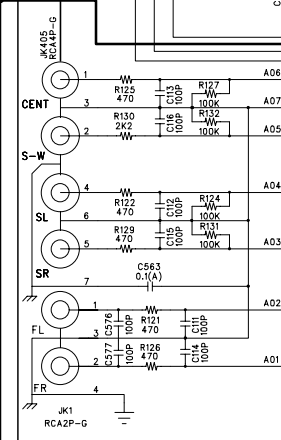 JK405
RCA4P-G
1
R125
470
C113
100P
R127
100K
A06
CENT
3
A07
R130
2K2
C116
100P
R132
100K
2
A05
S-W
4
R122
470
C112
100P
R124
100K
A04
SL
6
R129
470
C115
100P
R131
100K
5
A03
SR
7
C563
0.1(A)
1
C576
100P
R121
470
C111
100P
A02
FL
3
C577
100P
R126
470
C114
100P
2
A01
FR
4
JK1
RCA2P-G